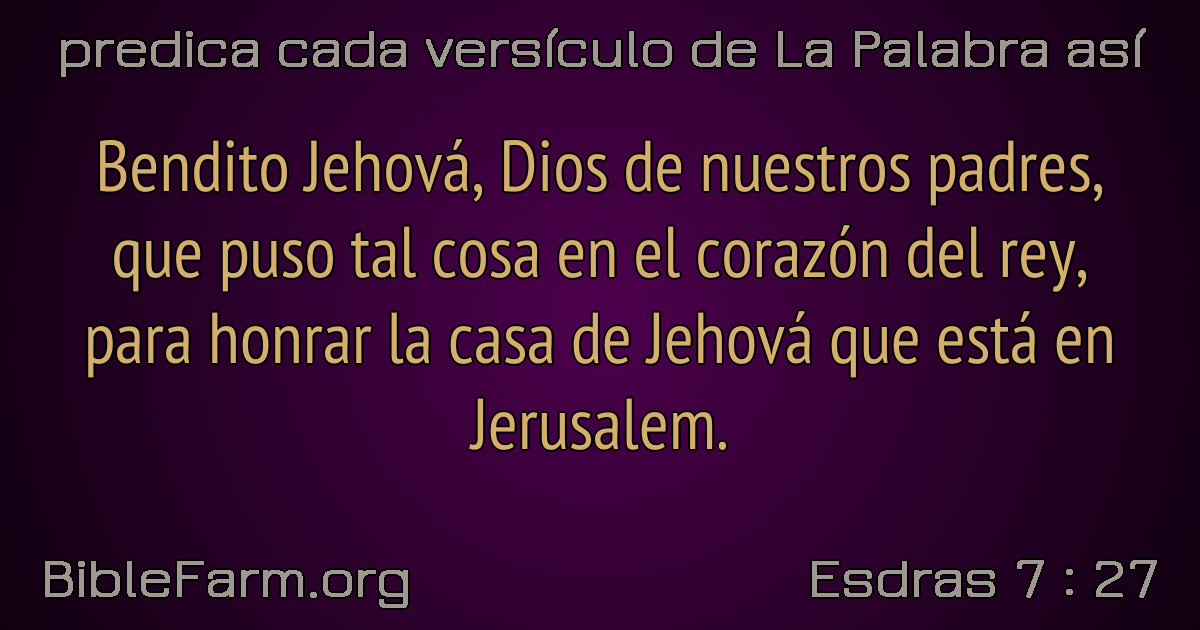 predica cada versículo de La Palabra así
Bendito Jehová, Dios de nuestros padres,
que puso tal cosa en el corazón del rey,
para honrar la casa de Jehová que está en
Jerusalem.
BibleFarm.org
Esdras 7 : 27